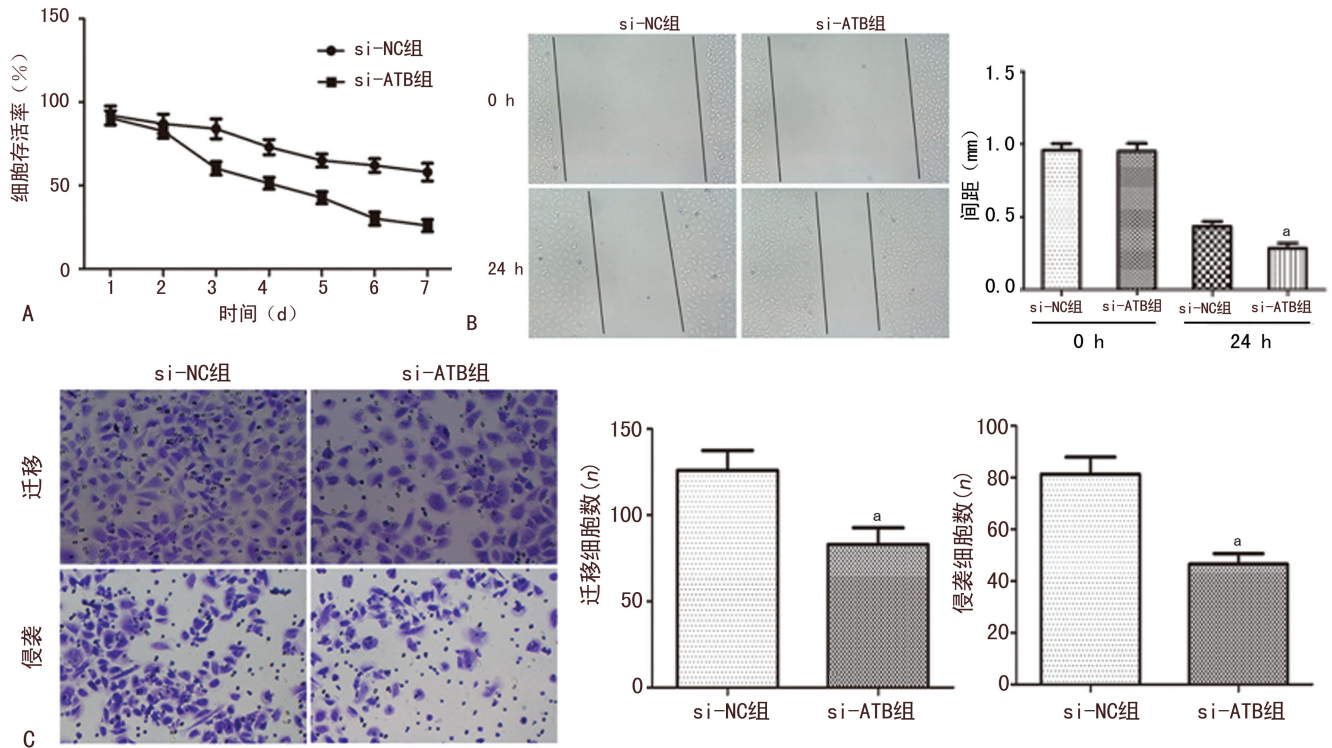 150
100
50
0
细胞存活率（%）
si-NC组
si-ATB组
1 2 3 4 5 6 7
时间（d）
A
si-NC组 si-ATB组
0 h
24 h
B
1.5
1.0
0.5
0.0
间距（mm）
a
si-NC组 si-ATB组 si-NC组 si-ATB组
0 h 24 h
si-NC组 si-ATB组
迁移
侵袭
C
150
100
50
0
迁移细胞数(n)
a
si-NC组 si-ATB组
100
80
60
40
20
0
侵袭细胞数(n)
a
si-NC组 si-ATB组